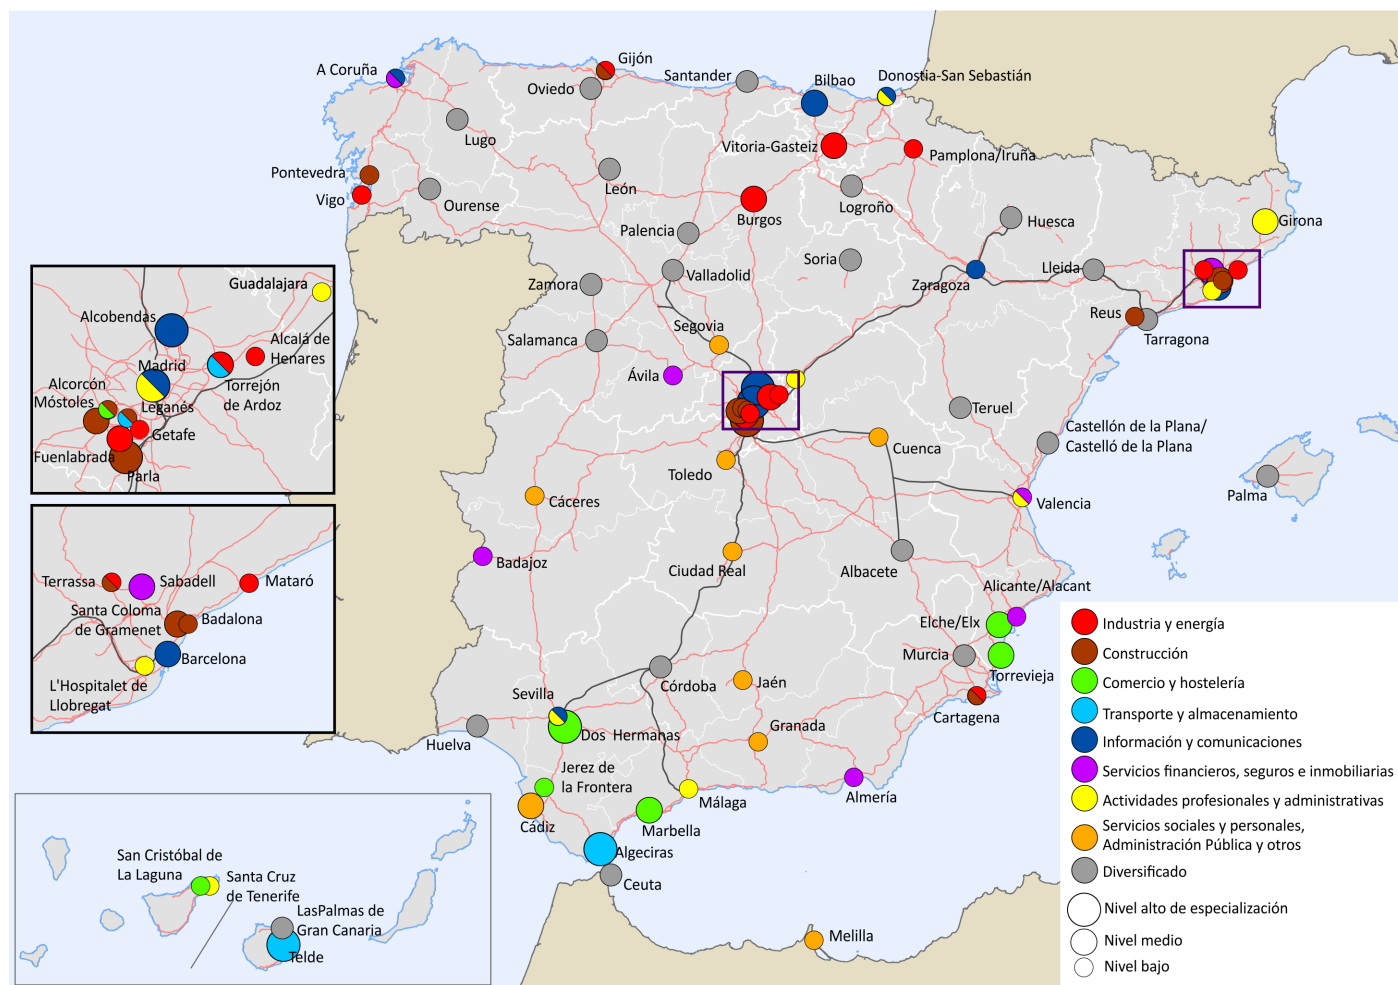 A Coruña
Gijón
Oviedo
Santander
Bilbao
Donostia-San Sebastián
Lugo
Vitoria-Gasteiz
Pamplona/Iruña
Pontevedra
León
Vigo
Ourense
Burgos
Logroño
Huesca
Girona
Palencia
Soria
Valladolid
Zamora
Zaragoza
Lleida
Segovia
Reus
Salamanca
Tarragona
Ávila
Teruel
Castellón de la Plana/
Castelló de la Plana
Cuenca
Toledo
Palma
Cáceres
Valencia
Badajoz
Ciudad Real
Albacete
Alicante/Alacant
Elche/Elx
Murcia
Torrevieja
Córdoba
Jaén
Sevilla
Cartagena
Granada
Dos Hermanas
Huelva
Jerez de
la Frontera
Málaga
Almería
Cádiz
Marbella
Algeciras
Ceuta
Melilla
Guadalajara
Alcobendas
Alcalá de
Henares
Madrid
Alcorcón
Torrejón
de Ardoz
Móstoles
Leganés
Getafe
Fuenlabrada
Parla
Terrassa
Sabadell
Mataró
Santa Coloma
de Gramenet
Badalona
Barcelona
L'Hospitalet de
Llobregat
San Cristóbal de
La Laguna
Santa Cruz
de Tenerife
LasPalmas de
Gran Canaria
Telde
Industria y energía
Construcción
Comercio y hostelería
Transporte y almacenamiento
Información y comunicaciones
Servicios financieros, seguros e inmobiliarias
Actividades profesionales y administrativas
Servicios sociales y personales,
Administración Pública y otros
Diversificado
Nivel alto de especialización
Nivel medio
Nivel bajo